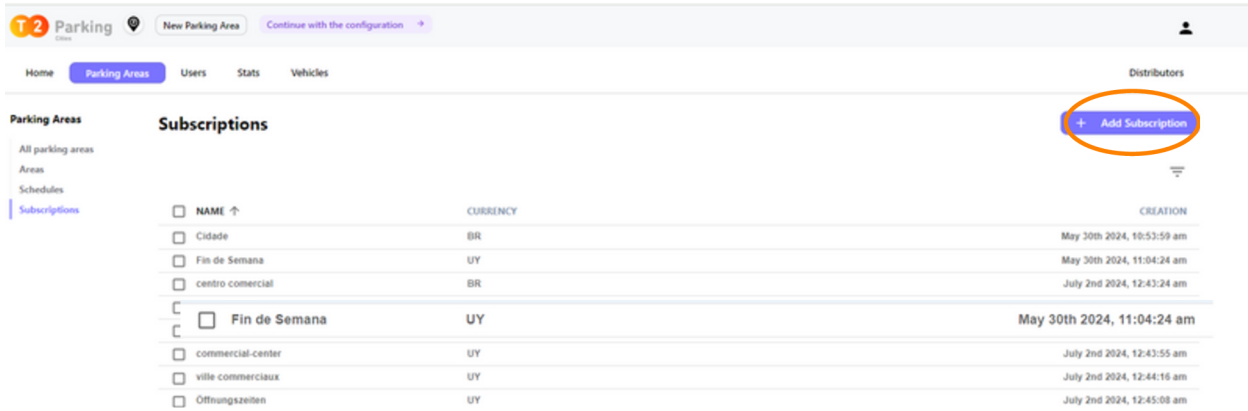 T2 Parking Cities New Parking Area Continue with the configuration →
Home Parking Areas Users Stats Vehicles Distributors
Parking Areas
All parking areas
Areas
Schedules
Subscriptions
Subscriptions + Add Subscription
NAME ↑ CURRENCY CREATION
Cidade BR May 30th 2024, 10:53:59 am
Fin de Semana UY May 30th 2024, 11:04:24 am
centro comercial BR July 2nd 2024, 12:43:24 am
Fin de Semana UY May 30th 2024, 11:04:24 am
commercial-center UY July 2nd 2024, 12:43:55 am
ville commerciaux UY July 2nd 2024, 12:44:16 am
Öffnungszeiten UY July 2nd 2024, 12:45:08 am